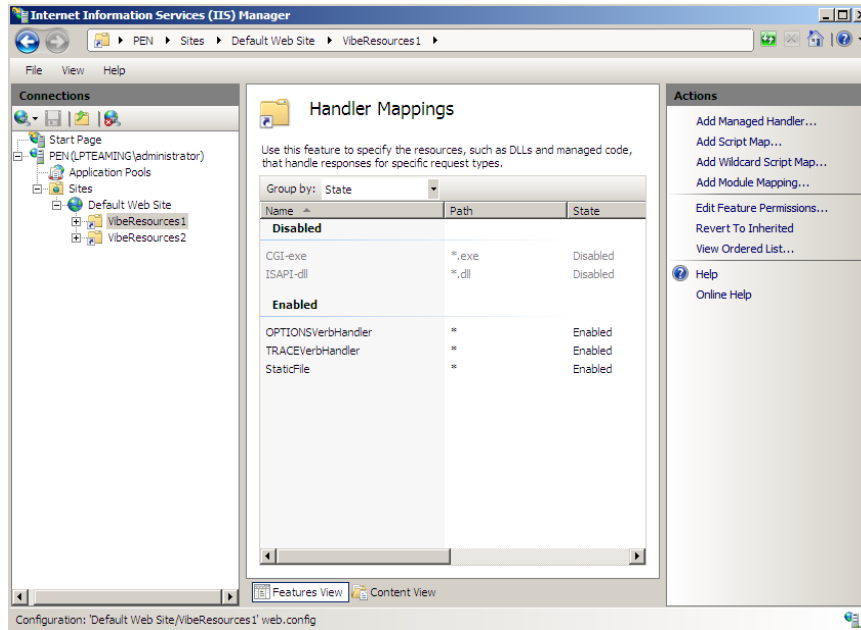 Internet Information Services (IIS) Manager
PEN Sites Default Web Site VibeResources1
File View Help
Connections
Start Page
PEN (LPTEAMING\administrator)
Application Pools
Sites
Default Web Site
VibeResources1
VibeResources2
Handler Mappings
Use this feature to specify the resources, such as DLLs and managed code,
that handle responses for specific request types.
Group by: State
Name Path State
Disabled
CGI-exe *.exe Disabled
ISAPI-dll *.dll Disabled
Enabled
OPTIONSVerbHandler * Enabled
TRACEVerbHandler * Enabled
StaticFile * Enabled
Features View Content View
Actions
Add Managed Handler...
Add Script Map...
Add Wildcard Script Map...
Add Module Mapping...
Edit Feature Permissions...
Revert To Inherited
View Ordered List...
Help
Online Help
Configuration: 'Default Web Site/VibeResources1' web.config